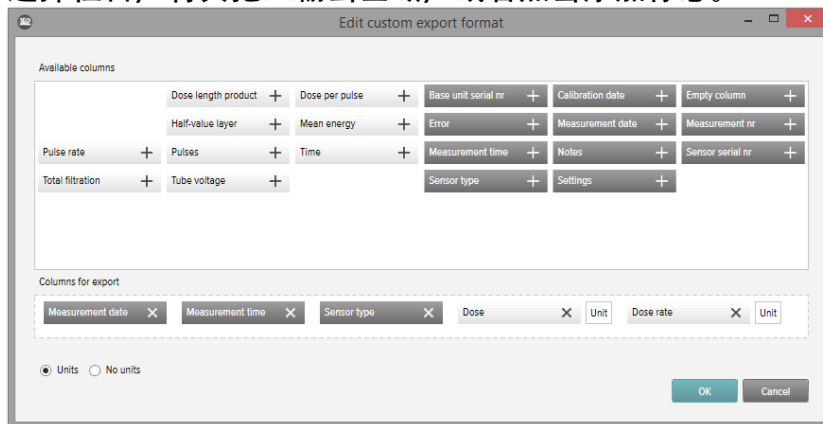 X2
Edit custom export format
Available columns
Dose length product Dose per pulse Base unit serial nr Calibration date Empty column
Half-value layer Mean energy Error Measurement date Measurement nr
Pulse rate Pulses Time Measurement time Notes Sensor serial nr
Total filtration Tube voltage Sensor type Settings
Columns for export
Measurement date Measurement time Sensor type Dose Unit Dose rate Unit
Units No units
OK Cancel